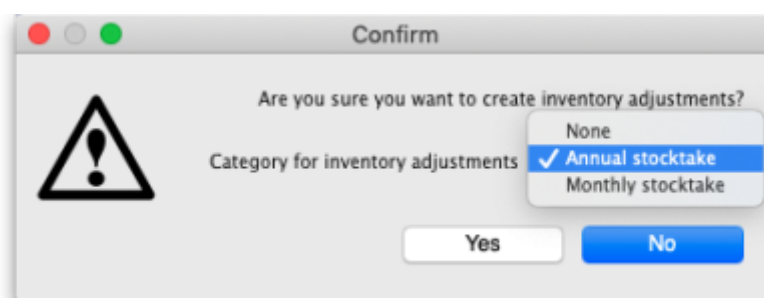 Confirm
Are you sure you want to create inventory adjustments?
None
Category for inventory adjustments ✓ Annual stocktake
Monthly stocktake
Yes No